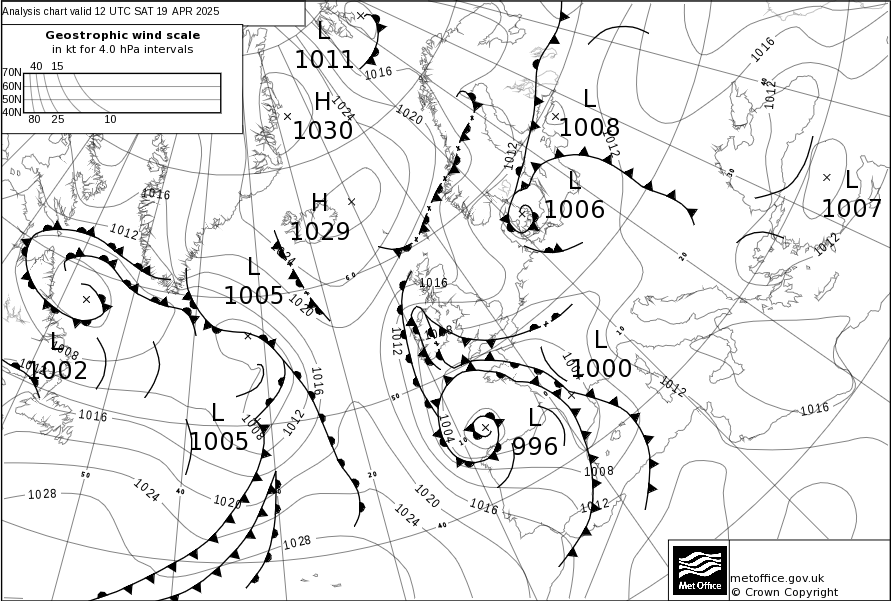 Analysis chart valid 12 UTC SAT 19 APR 2025
Geostrophic wind scale
in kt for 4.0 hPa intervals
40 15
70N
60N
50N
40N
80 25 10
L
1011
1016
H
1030
1024
1020
L
1008
1012
1012
1016
1012
L
1006
L
1007
1012
H
1029
1016
1012
1024
L
1005
1020
1016
1012
L
1002
1008
L
1000
1012
1016
1016
1012
1008
L
1005
1004
L
996
1016
1008
1012
1028
1024
1020
1020
1024
1016
1028
60
50
40
20
50
40
10
20
30
40
10
0
metoffice.gov.uk
© Crown Copyright
Met Office